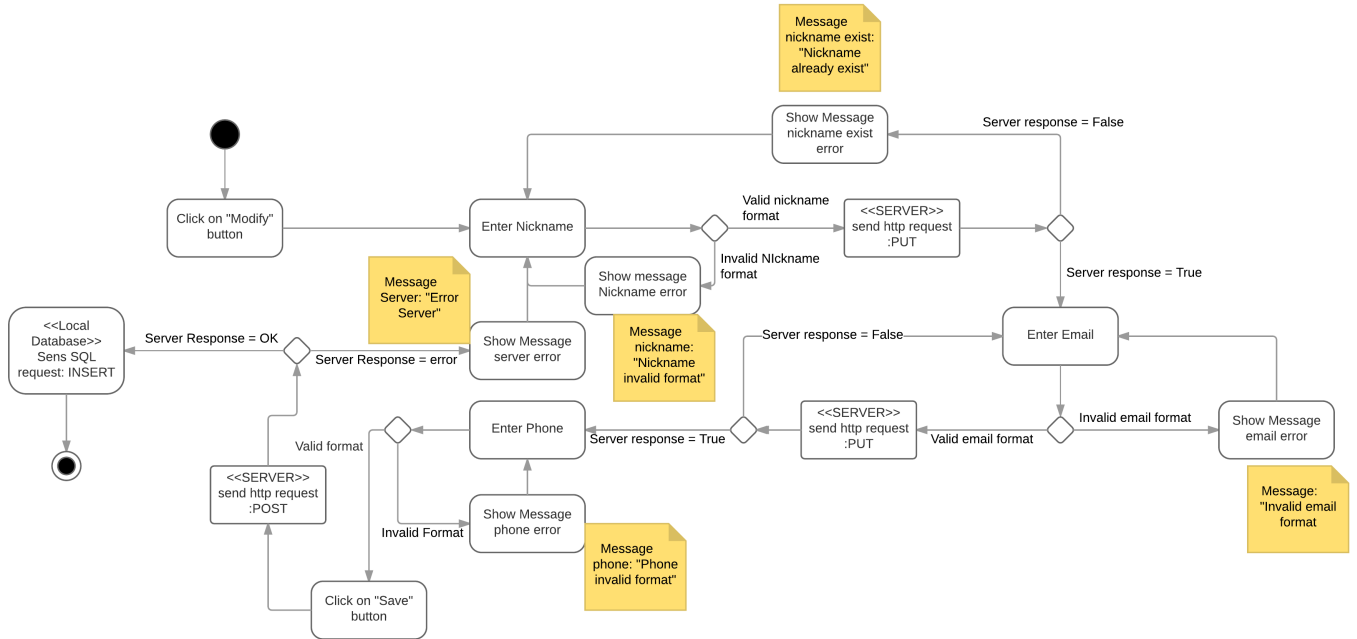 Message
nickname exist:
"Nickname
already exist"
Show Message
nickname exist
error
Server response = False
Click on "Modify"
button
Enter Nickname
Valid nickname
format
<<SERVER>>
send http request
:PUT
Invalid NIckname
format
Show message
Nickname error
Server response = True
Message
Server: "Error
Server"
<<Local
Database>>
Sens SQL
request: INSERT
Server Response = OK
Server Response = error
Show Message
server error
Message
nickname:
"Nickname
invalid format"
Server response = False
Enter Email
Enter Phone
Server response = True
<<SERVER>>
send http request
:PUT
Valid email format
Invalid email format
Show Message
email error
Valid format
<<SERVER>>
send http request
:POST
Invalid Format
Show Message
phone error
Message
phone: "Phone
invalid format"
Message:
"Invalid email
format
Click on "Save"
button